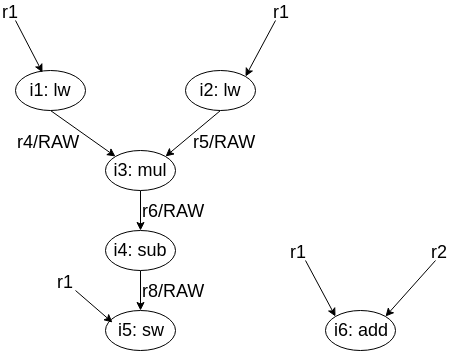 r1
r1
i1: lw
i2: lw
r4/RAW
r5/RAW
i3: mul
r6/RAW
i4: sub
r1
r2
r1
r8/RAW
i5: sw
i6: add